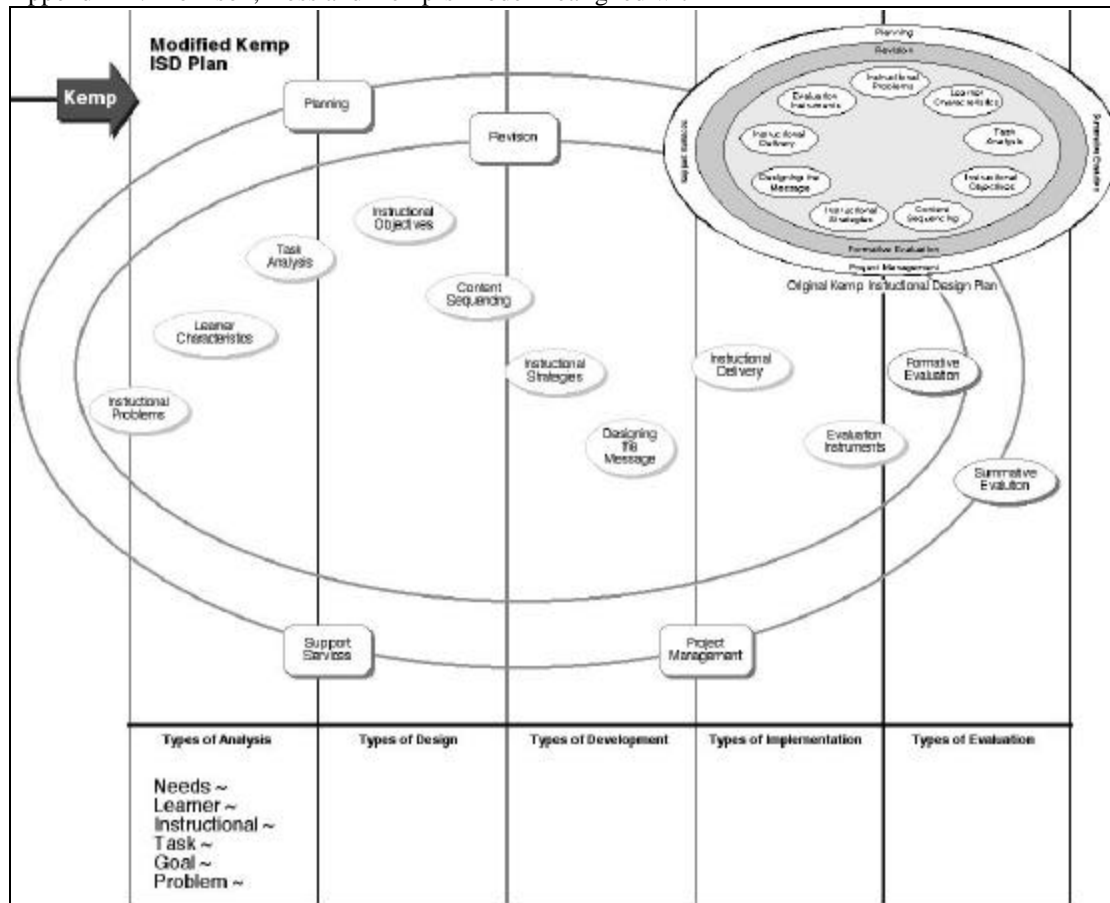 Modified Kemp
ISD Plan
Kemp
Planning
Revision
Instructional
Objectives
Task
Analysis
Content
Sequencing
Learner
Characteristics
Instructional
Strategies
Instructional
Problems
Designing
the
Message
Instructional
Delivery
Formative
Evaluation
Evaluation
Instruments
Summative
Evalution
Support
Services
Project
Management
Planning
Revision
Instructional
Problems
Evaluation
Instruments
Learner
Characteristics
Instructional
Delivery
Task
Analysis
Designing the
Message
Instructional
Objectives
Instructional
Strategies
Content
Sequencing
Formative Evaluation
Project Management
Original Kemp Instructional Design Plan
Types of Analysis
Types of Design
Types of Development
Types of Implementation
Types of Evaluation
Needs ~
Learner ~
Instructional ~
Task ~
Goal ~
Problem ~